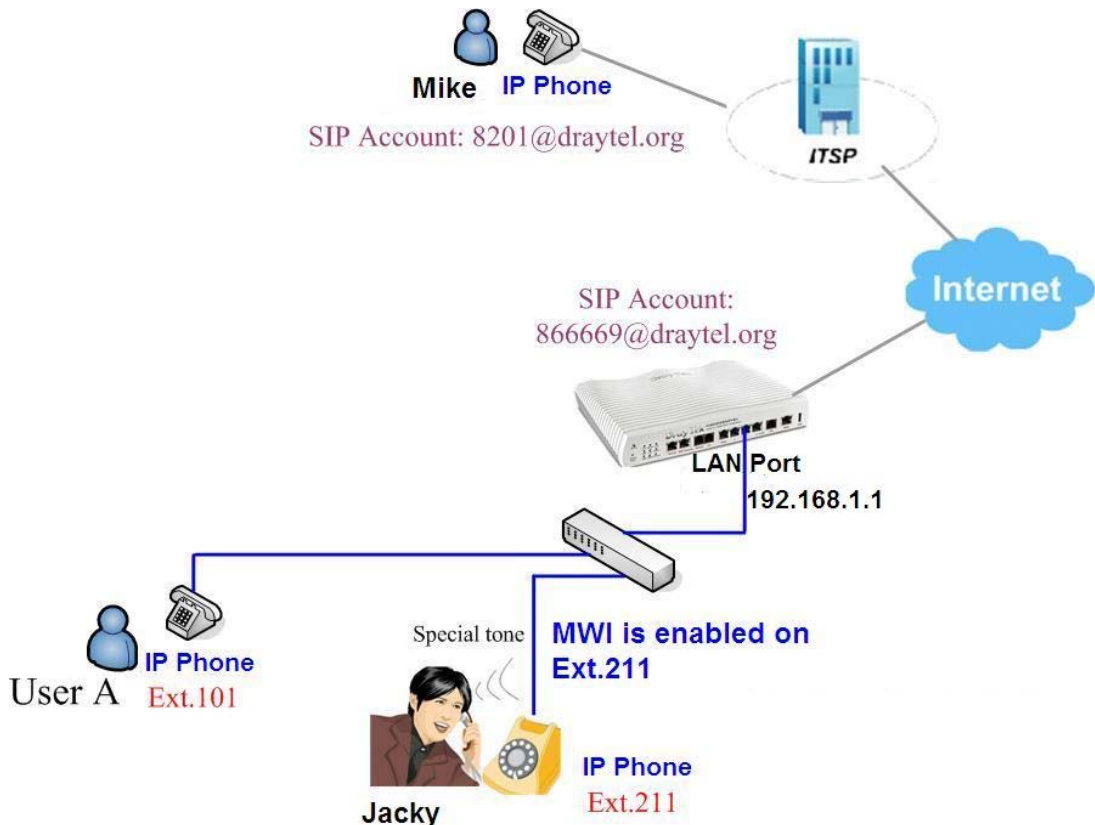 Mike
IP Phone
SIP Account: 8201@draytel.org
ITSP
Internet
SIP Account:
866669@draytel.org
LAN Port
192.168.1.1
Special tone
MWI is enabled on
Ext.211
IP Phone
User A
Ext.101
IP Phone
Ext.211
Jacky